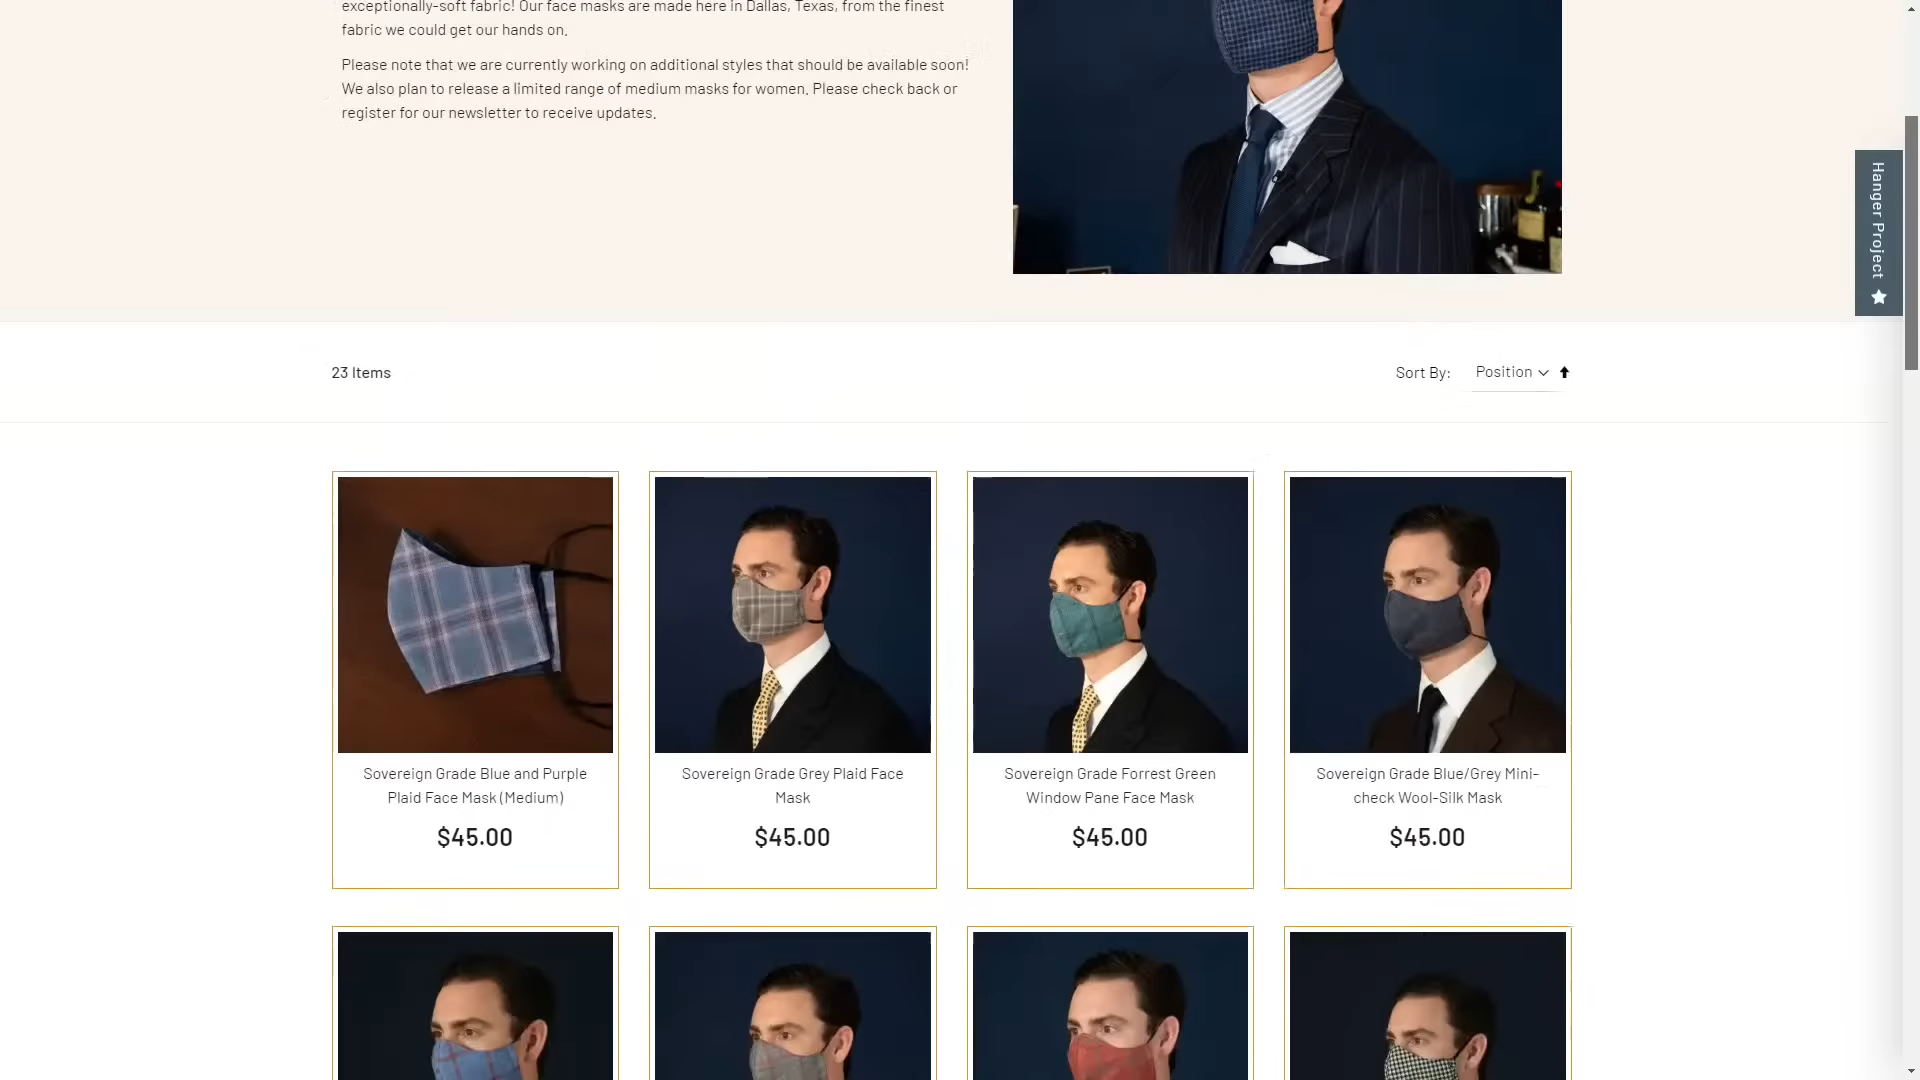 exceptionally-soft fabric! Our face masks are made here in Dallas, Texas, from the finest
fabric we could get our hands on.
Please note that we are currently working on additional styles that should be available soon!
We also plan to release a limited range of medium masks for women. Please check back or
register for our newsletter to receive updates.
Hanger Project
23 Items
Sort By: Position
Sovereign Grade Blue and Purple
Plaid Face Mask (Medium)
$45.00
Sovereign Grade Grey Plaid Face
Mask
$45.00
Sovereign Grade Forrest Green
Window Pane Face Mask
$45.00
Sovereign Grade Blue/Grey Mini-
check Wool-Silk Mask
$45.00